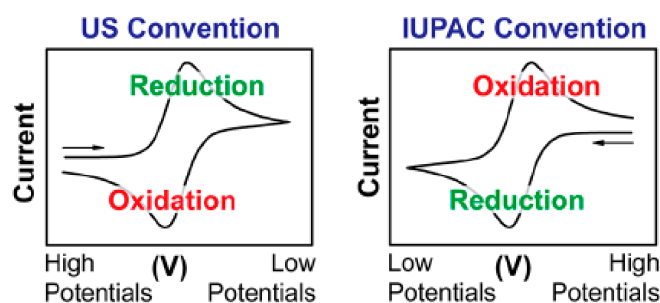 US Convention
Current
Reduction
Oxidation
High Potentials
(V)
Low Potentials
IUPAC Convention
Current
Oxidation
Reduction
Low Potentials
(V)
High Potentials